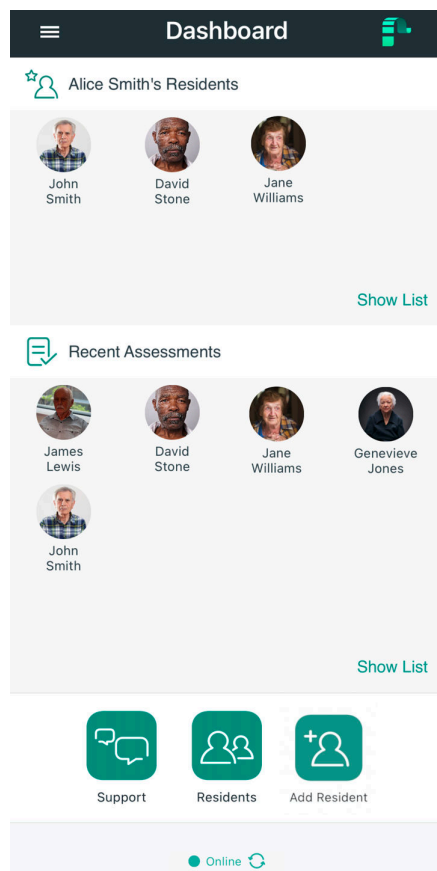 Dashboard
Alice Smith's Residents
John
Smith
David
Stone
Jane
Williams
Show List
Recent Assessments
James
Lewis
David
Stone
Jane
Williams
Genevieve
Jones
John
Smith
Show List
Support
Residents
Add Resident
Online